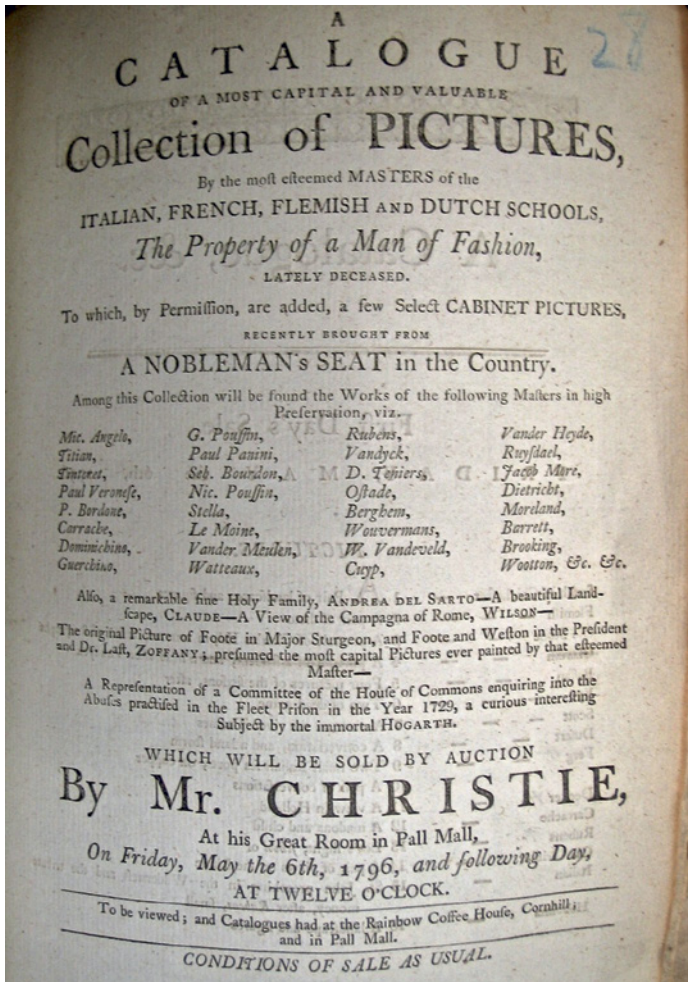 28
A
CATALOGUE
OF A MOST CAPITAL AND VALUABLE
Collection of PICTURES,
By the moſt eſteemed MASTERS of the
ITALIAN, FRENCH, FLEMISH AND DUTCH SCHOOLS,
The Property of a Man of Faſhion,
LATELY DECEASED.
To which, by Permiſſion, are added, a few Select CABINET PICTURES,
RECENTLY BROUGHT FROM
A NOBLEMAN's SEAT in the Country.
Among this Collection will be found the Works of the following Maſters in high
Preſervation, viz.
Mic. Angelo, G. Pouſſin, Rubens, Vander Heyde,
Titian, Paul Panini, Vandyck, Ruyſdael,
Tintoret, Seb. Bourdon, D. Teniers, Jacob More,
Paul Veroneſe, Nic. Pouſſin, Oſtade, Dietricht,
P. Bordone, Stella, Berghem, Moreland,
Carrache, Le Moine, Wouvermans, Barrett,
Dominichino, Vander Meulen, W. Vandeveld, Brooking,
Guerchino, Watteaux, Cuyp, Wootton, &c. &c.
Alſo, a remarkable fine Holy Family, ANDREA DEL SARTO—A beautiful Land-
ſcape, CLAUDE—A View of the Campagna of Rome, WILSON—
The original Picture of Foote in Major Sturgeon, and Foote and Weſton in the Preſident
and Dr. Laſt, ZOFFANY; preſumed the moſt capital Pictures ever painted by that eſteemed
Maſter—
A Repreſentation of a Committee of the Houſe of Commons enquiring into the
Abuſes practiſed in the Fleet Priſon in the Year 1729, a curious intereſting
Subject by the immortal HOGARTH.
WHICH WILL BE SOLD BY AUCTION
By Mr. CHRISTIE,
At his Great Room in Pall Mall,
On Friday, May the 6th, 1796, and following Day,
AT TWELVE O'CLOCK.
To be viewed; and Catalogues had at the Rainbow Coffee Houſe, Cornhill;
and in Pall Mall.
CONDITIONS OF SALE AS USUAL.